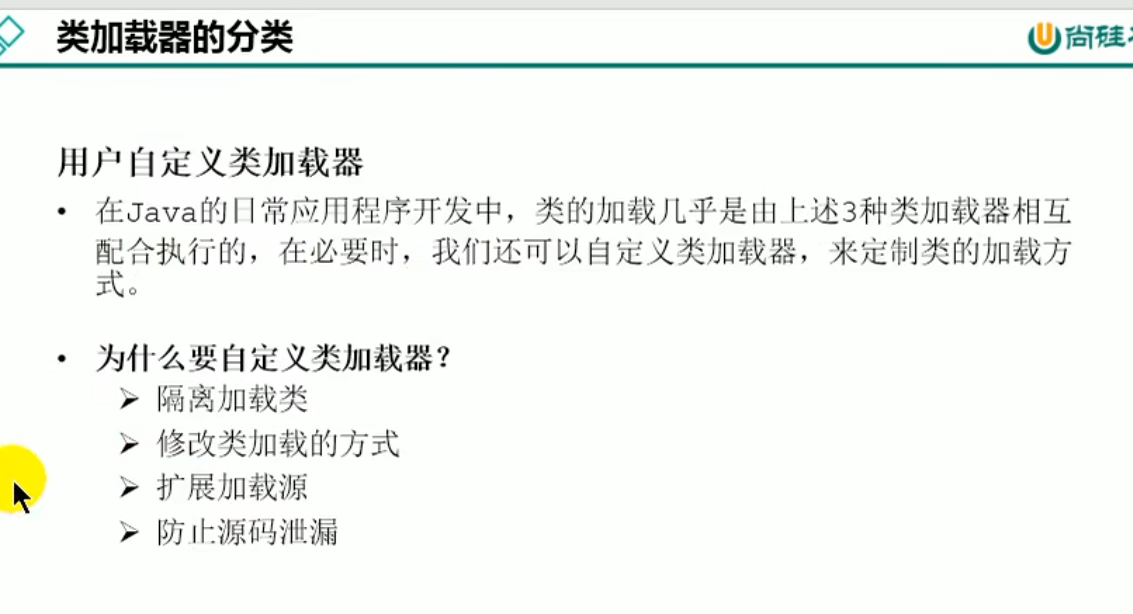 类加载器的分类
尚硅
用户自定义类加载器
• 在Java的日常应用程序开发中，类的加载几乎是由上述3种类加载器相互
配合执行的，在必要时，我们还可以自定义类加载器，来定制类的加载方
式。
• 为什么要自定义类加载器？
➢ 隔离加载类
➢ 修改类加载的方式
➢ 扩展加载源
➢ 防止源码泄漏